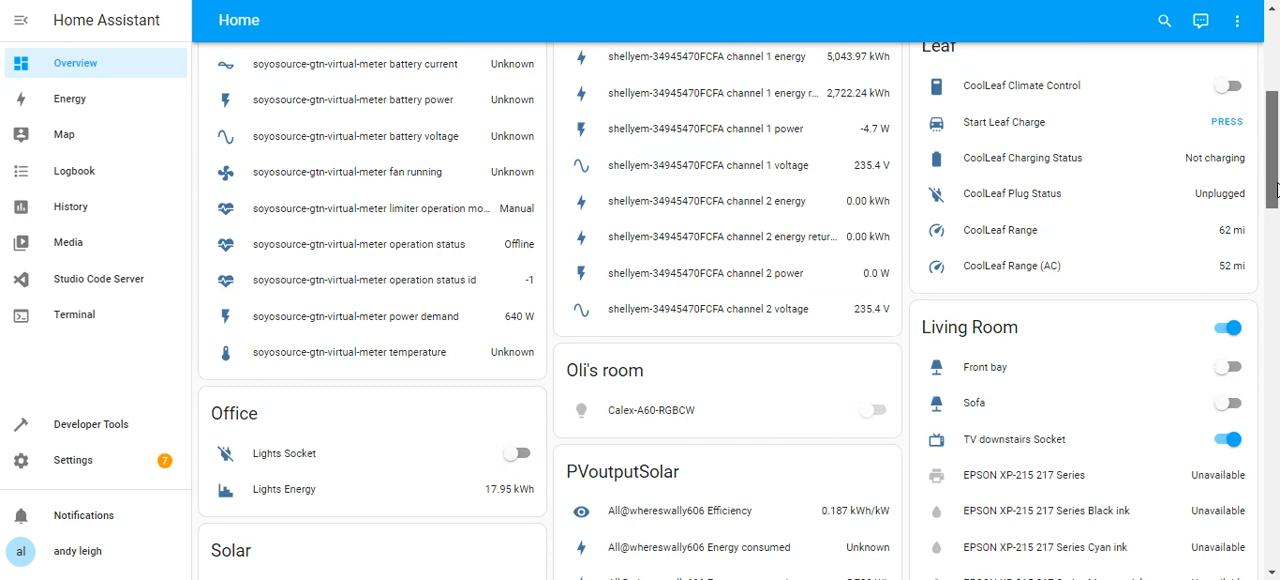 Home Assistant
Overview
Energy
Map
Logbook
History
Media
Studio Code Server
Terminal
Developer Tools
Settings 7
Notifications
al andy leigh
Home
soyosource-gtn-virtual-meter battery current Unknown
soyosource-gtn-virtual-meter battery power Unknown
soyosource-gtn-virtual-meter battery voltage Unknown
soyosource-gtn-virtual-meter fan running Unknown
soyosource-gtn-virtual-meter limiter operation mo... Manual
soyosource-gtn-virtual-meter operation status Offline
soyosource-gtn-virtual-meter operation status id -1
soyosource-gtn-virtual-meter power demand 640 W
soyosource-gtn-virtual-meter temperature Unknown
Office
Lights Socket
Lights Energy 17.95 kWh
Solar
shellyem-34945470FCFA channel 1 energy 5,043.97 kWh
shellyem-34945470FCFA channel 1 energy r... 2,722.24 kWh
shellyem-34945470FCFA channel 1 power -4.7 W
shellyem-34945470FCFA channel 1 voltage 235.4 V
shellyem-34945470FCFA channel 2 energy 0.00 kWh
shellyem-34945470FCFA channel 2 energy retur... 0.00 kWh
shellyem-34945470FCFA channel 2 power 0.0 W
shellyem-34945470FCFA channel 2 voltage 235.4 V
Oli's room
Calex-A60-RGBCW
PVoutputSolar
All@whereswally606 Efficiency 0.187 kWh/kW
All@whereswally606 Energy consumed Unknown
Leaf
CoolLeaf Climate Control
Start Leaf Charge PRESS
CoolLeaf Charging Status Not charging
CoolLeaf Plug Status Unplugged
CoolLeaf Range 62 mi
CoolLeaf Range (AC) 52 mi
Living Room
Front bay
Sofa
TV downstairs Socket
EPSON XP-215 217 Series Unavailable
EPSON XP-215 217 Series Black ink Unavailable
EPSON XP-215 217 Series Cyan ink Unavailable